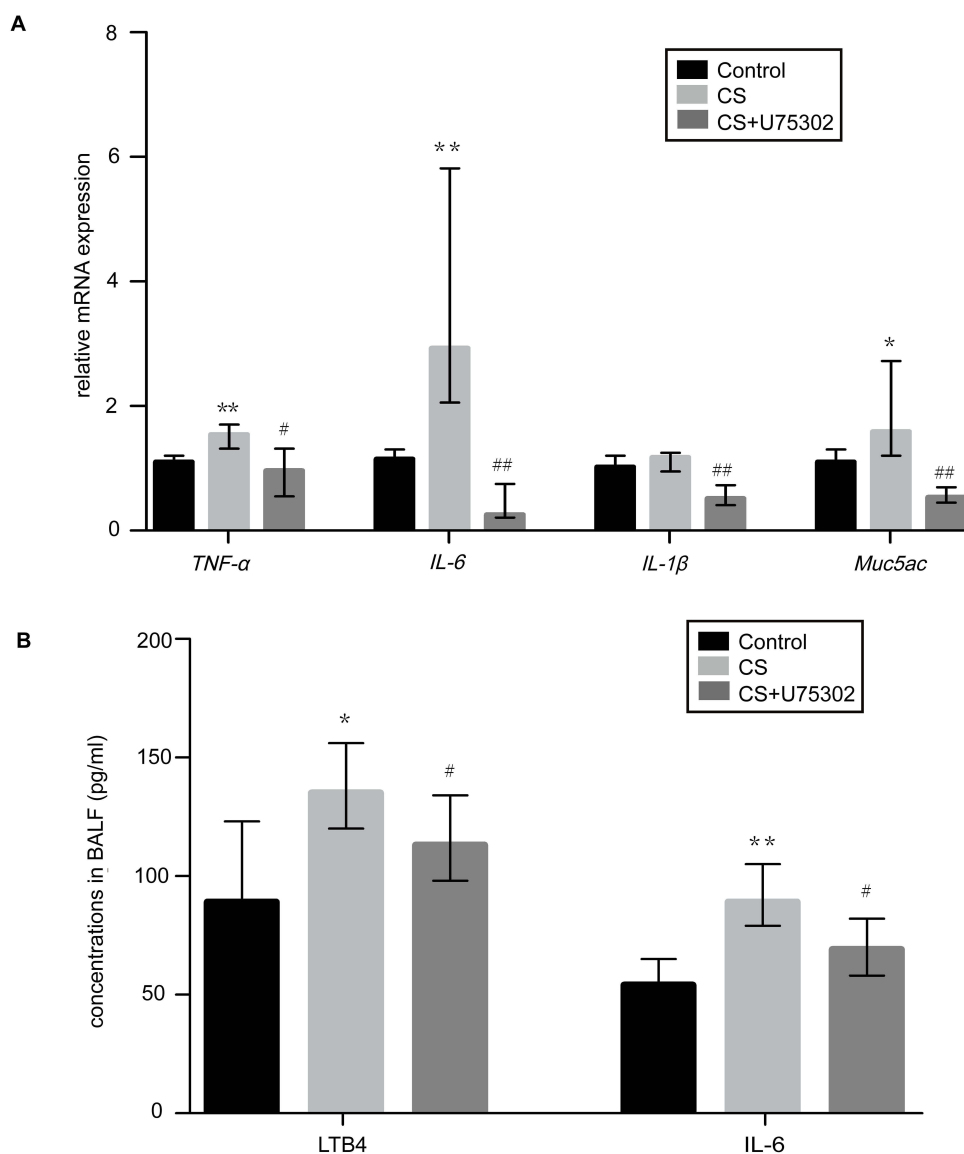 A
8
6
4
2
0
relative mRNA expression
Control
CS
CS+U75302
**
#
**
##
##
*
##
TNF-α
IL-6
IL-1β
Muc5ac
B
200
150
100
50
0
concentrations in BALF (pg/ml)
Control
CS
CS+U75302
*
#
**
#
LTB4
IL-6